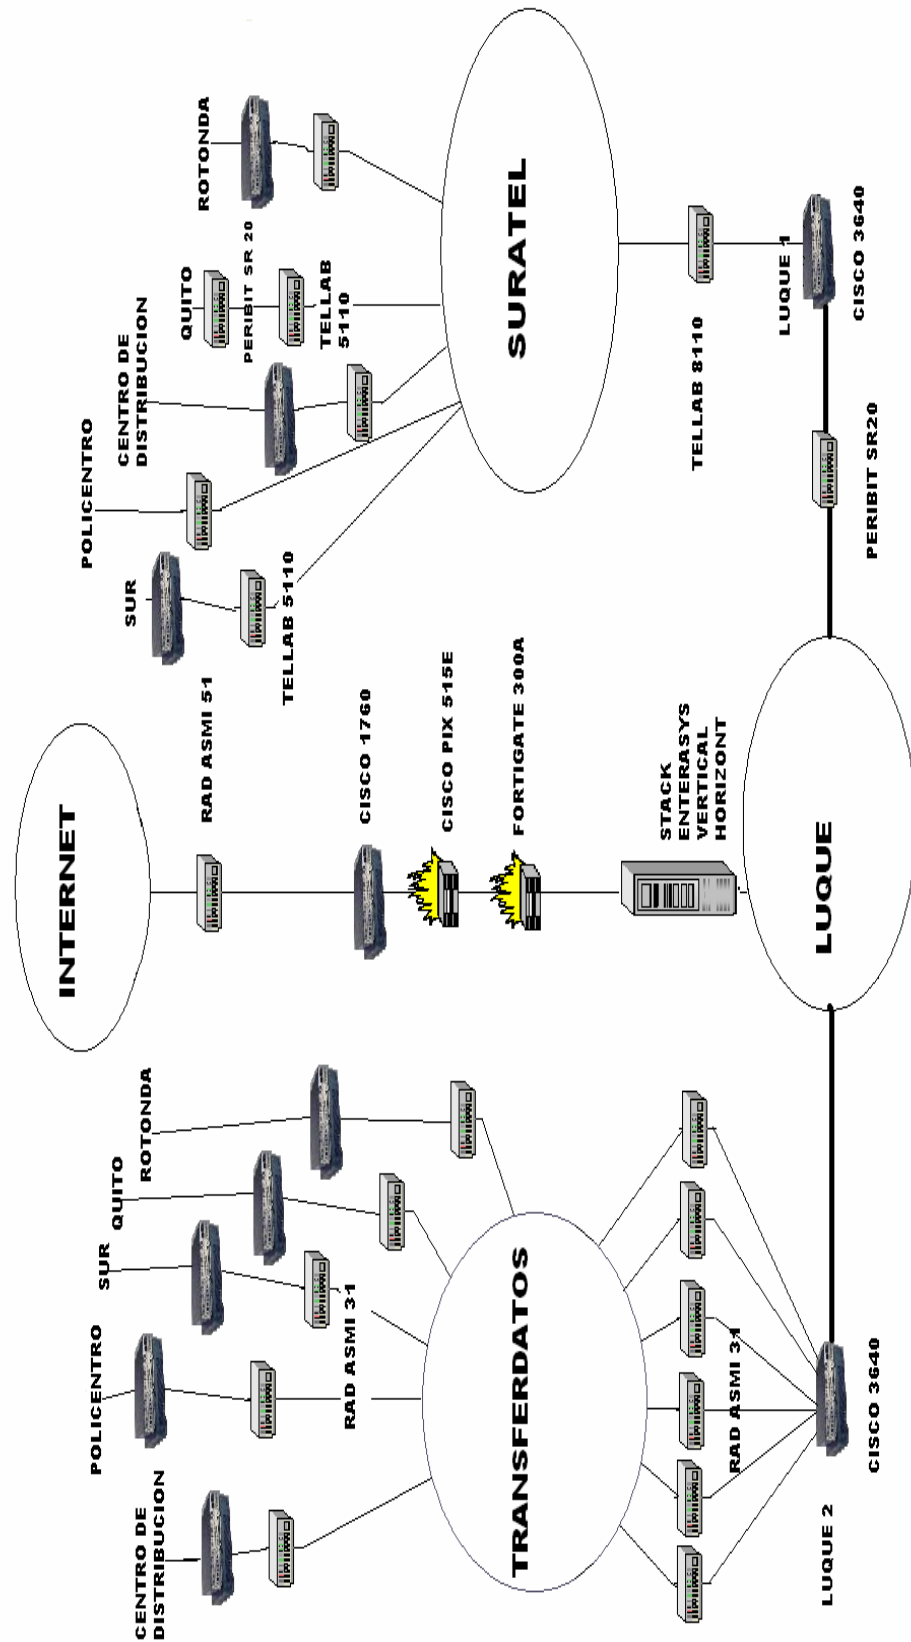 INTERNET
RAD ASMI 51
CISCO 1760
CISCO PIX 515E
FORTIGATE 300A
STACK
ENTERASYS
VERTICAL
HORIZONT
LUQUE
CENTRO DE
DISTRIBUCION
POLICENTRO
SUR
QUITO
ROTONDA
RAD ASMI 31
TRANSFERDATOS
RAD ASMI 31
LUQUE 2
CISCO 3640
SUR
POLICENTRO
CENTRO DE
DISTRIBUCION
QUITO
ROTONDA
PERIBIT SR 20
TELLAB
5110
TELLAB 5110
SURATEL
TELLAB 8110
LUQUE 1
CISCO 3640
PERIBIT SR20